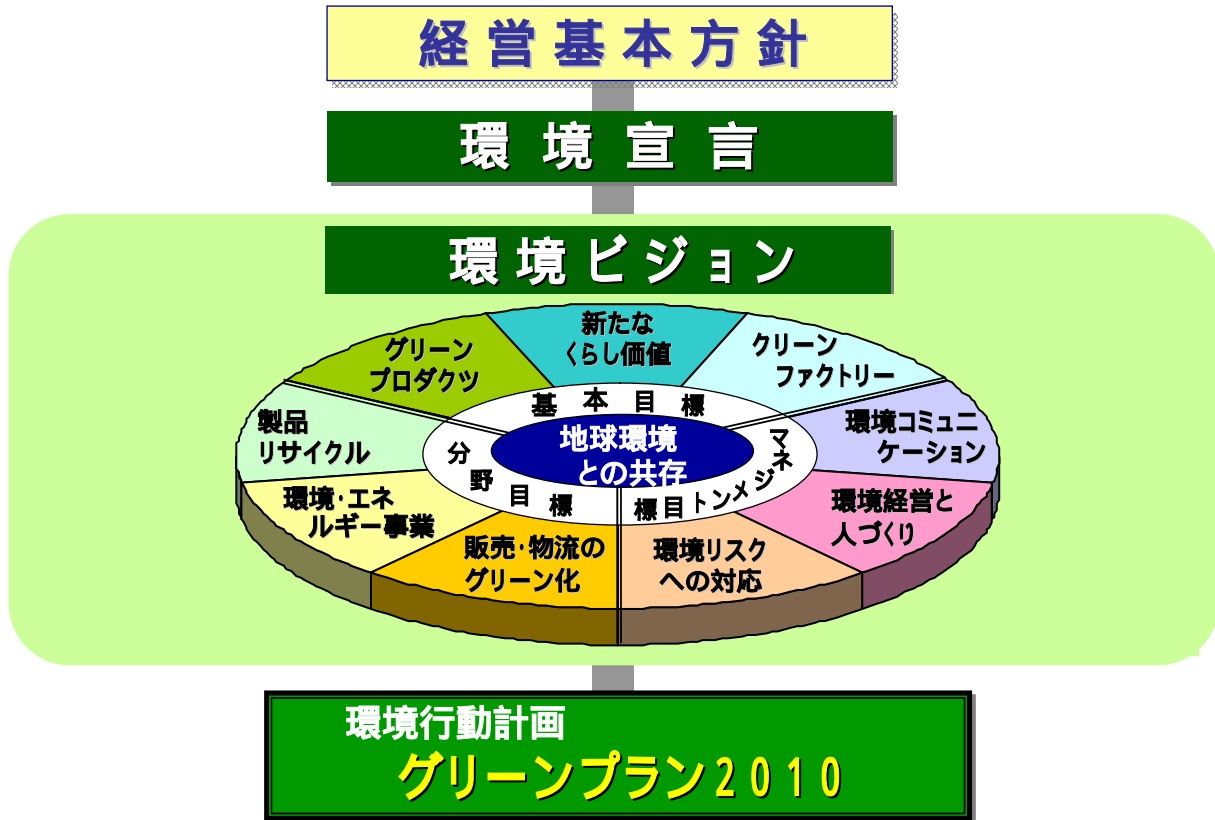 経営基本方針
環境宣言
環境ビジョン
新たな
くらし価値
グリーン
プロダクツ
クリーン
ファクトリー
製品
リサイクル
環境コミュニ
ケーション
基本目標
地球環境
との共存
分野目標
マネジメント目標
環境・エネ
ルギー事業
環境経営と
人づくり
販売・物流の
グリーン化
環境リスク
への対応
環境行動計画
グリーンプラン2010